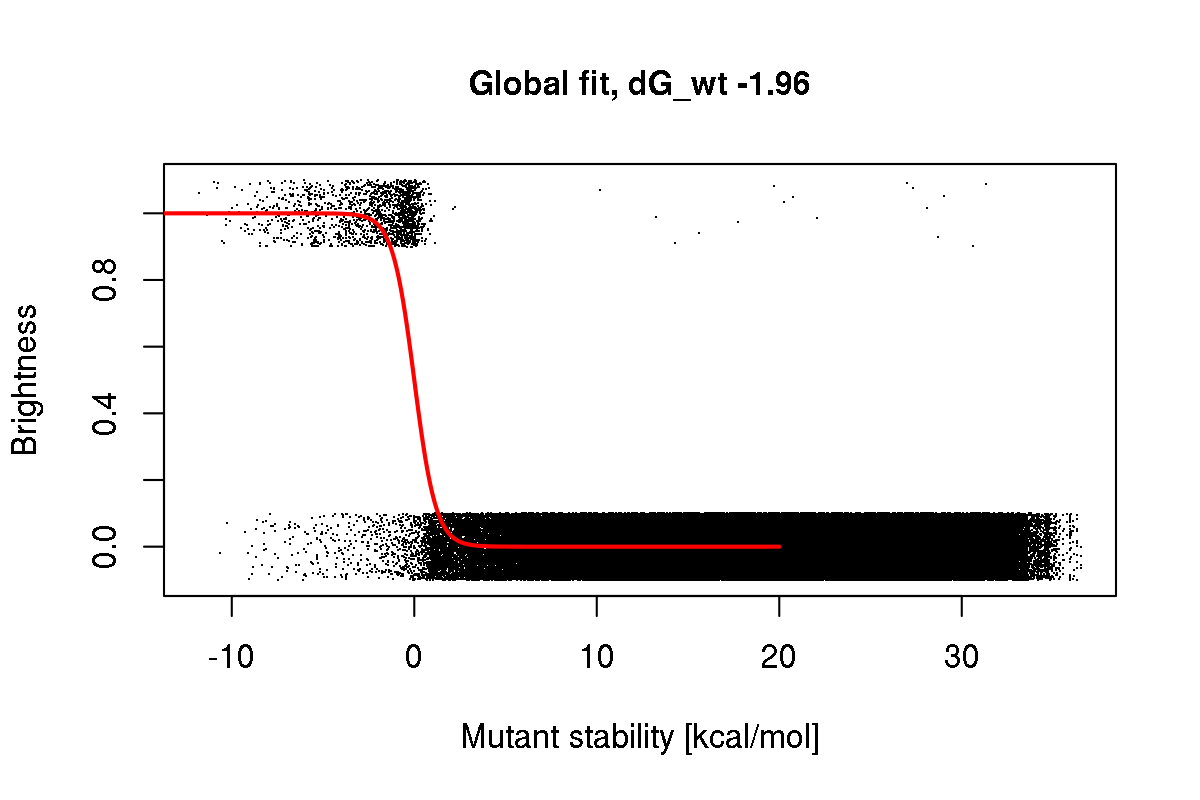 Global fit, dG_wt -1.96
Brightness
0.8
0.4
0.0
-10 0 10 20 30
Mutant stability [kcal/mol]